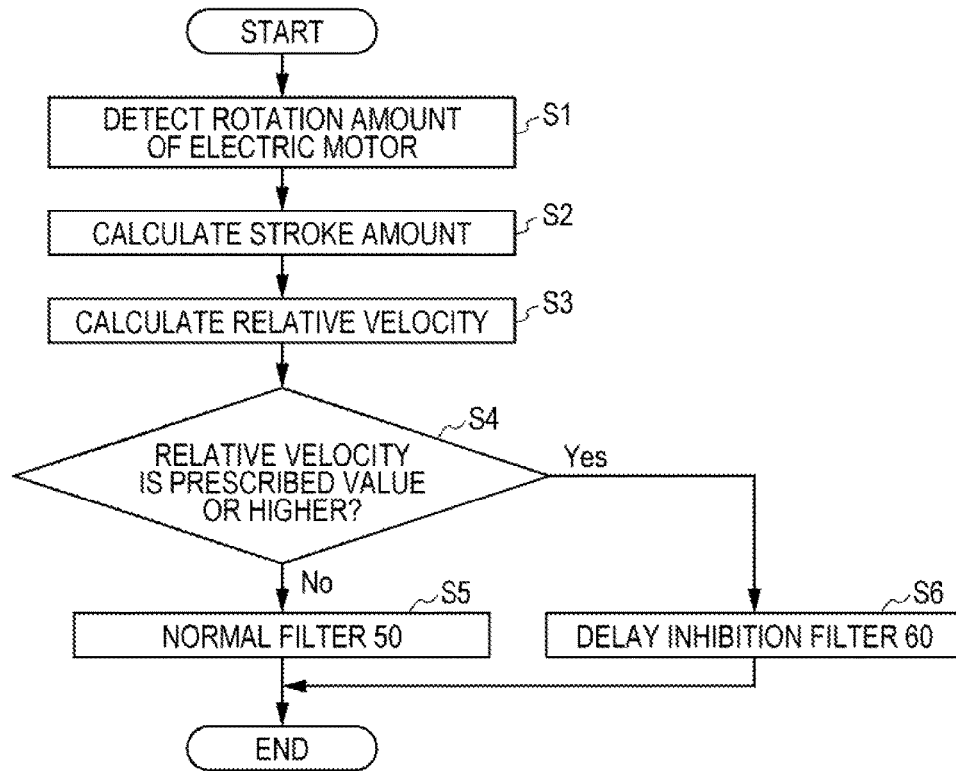 START
DETECT ROTATION AMOUNT
OF ELECTRIC MOTOR
S1
CALCULATE STROKE AMOUNT
S2
CALCULATE RELATIVE VELOCITY
S3
RELATIVE VELOCITY
IS PRESCRIBED VALUE
OR HIGHER?
S4
Yes
No
NORMAL FILTER 50
S5
DELAY INHIBITION FILTER 60
S6
END